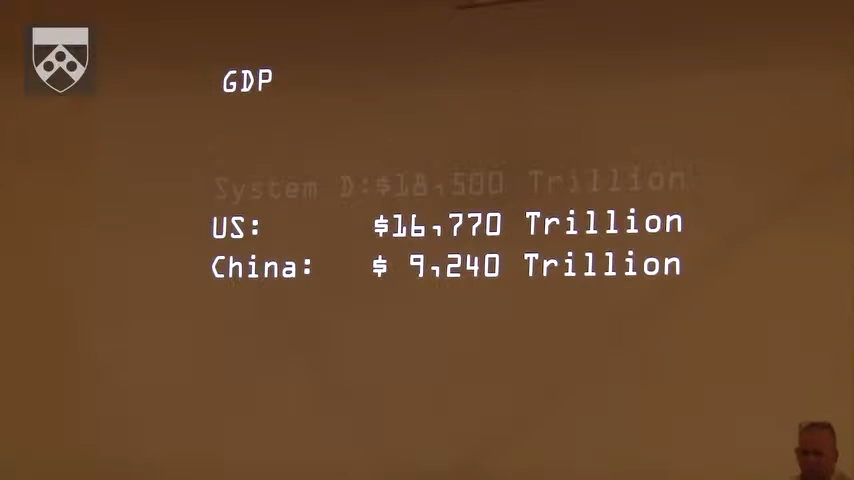 GDP
System D:$18,500 Trillion
US: $16,770 Trillion
China: $ 9,240 Trillion